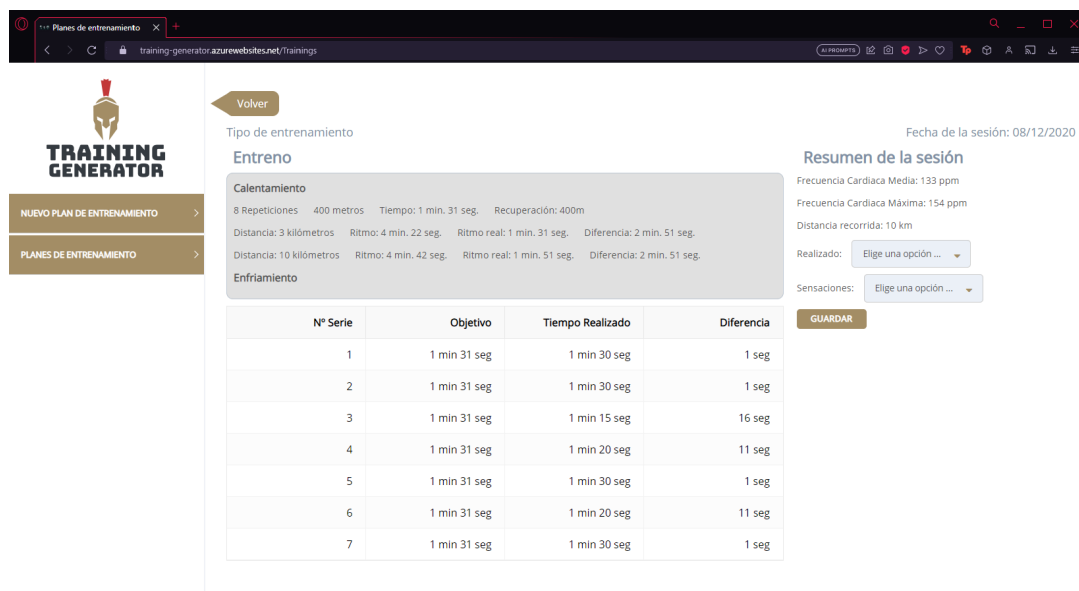 Planes de entrenamiento
training-generator.azurewebsites.net/Trainings
AI PROMPTS
Tp
TRAINING
GENERATOR
NUEVO PLAN DE ENTRENAMIENTO
PLANES DE ENTRENAMIENTO
Volver
Tipo de entrenamiento
Fecha de la sesión: 08/12/2020
Entreno
Calentamiento
8 Repeticiones 400 metros Tiempo: 1 min. 31 seg. Recuperación: 400m
Distancia: 3 kilómetros Ritmo: 4 min. 22 seg. Ritmo real: 1 min. 31 seg. Diferencia: 2 min. 51 seg.
Distancia: 10 kilómetros Ritmo: 4 min. 42 seg. Ritmo real: 1 min. 51 seg. Diferencia: 2 min. 51 seg.
Enfriamiento
Nº Serie Objetivo Tiempo Realizado Diferencia
1 1 min 31 seg 1 min 30 seg 1 seg
2 1 min 31 seg 1 min 30 seg 1 seg
3 1 min 31 seg 1 min 15 seg 16 seg
4 1 min 31 seg 1 min 20 seg 11 seg
5 1 min 31 seg 1 min 30 seg 1 seg
6 1 min 31 seg 1 min 20 seg 11 seg
7 1 min 31 seg 1 min 30 seg 1 seg
Resumen de la sesión
Frecuencia Cardiaca Media: 133 ppm
Frecuencia Cardiaca Máxima: 154 ppm
Distancia recorrida: 10 km
Realizado: Elige una opción ...
Sensaciones: Elige una opción ...
GUARDAR